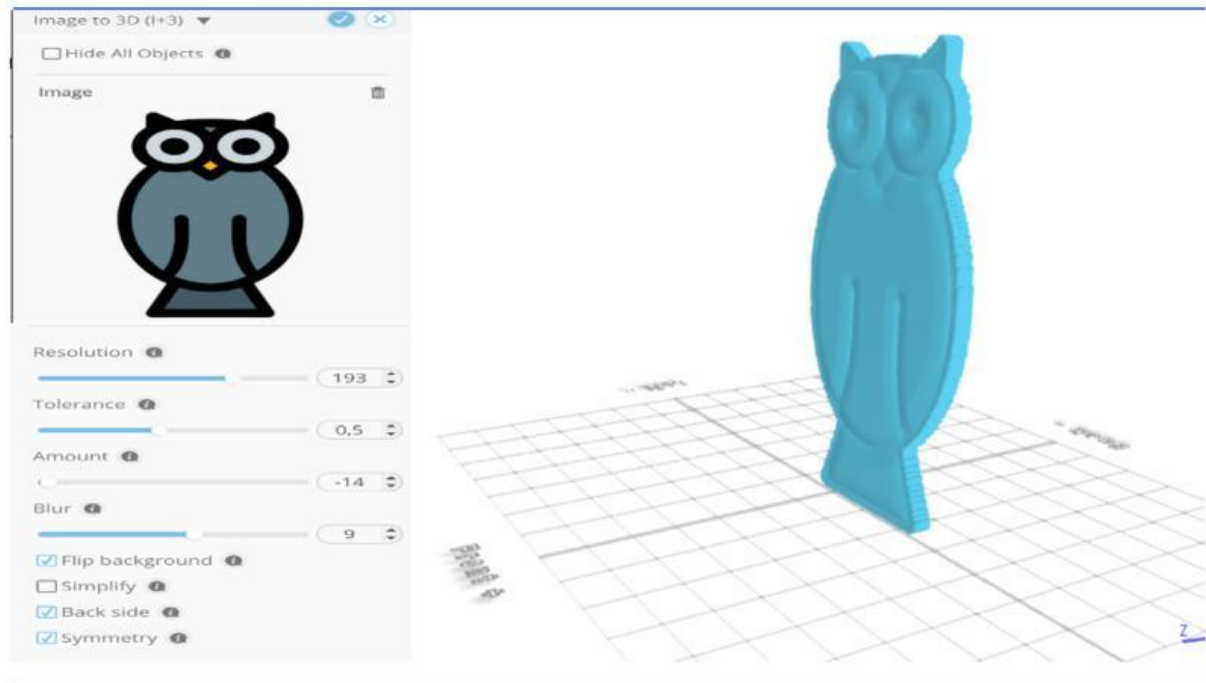 Image to 3D (I+3)
Hide All Objects
Image
Resolution
193
Tolerance
0,5
Amount
-14
Blur
9
Flip background
Simplify
Back side
Symmetry
Z